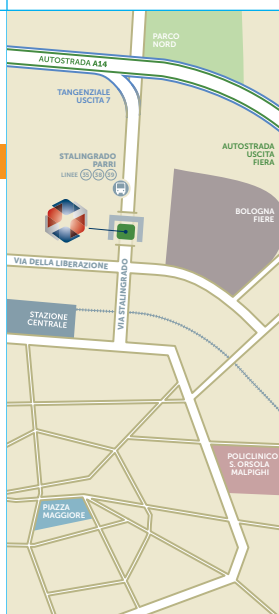 PARCO
NORD
AUTOSTRADA A14
TANGENZIALE
USCITA 7
AUTOSTRADA
USCITA
FIERA
STALINGRADO
PARRI
LINEE 35 38 39
BOLOGNA
FIERE
VIA DELLA LIBERAZIONE
VIA STALINGRADO
STAZIONE
CENTRALE
POLICLINICO
S. ORSOLA
MALPIGHI
PIAZZA
MAGGIORE